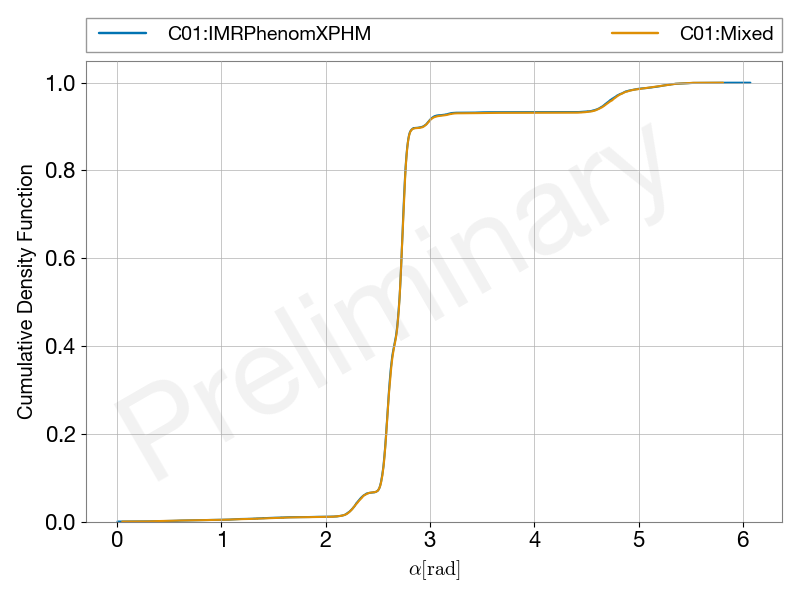 C01:IMRPhenomXPHM C01:Mixed
1.0
0.8
0.6
0.4
0.2
0.0
Cumulative Density Function
Preliminary
0 1 2 3 4 5 6
α[rad]